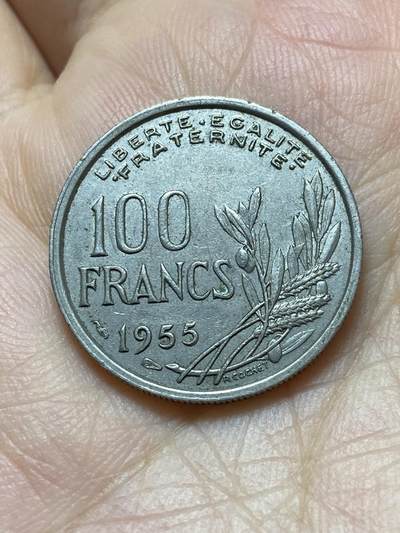 LIBERTE · EGALITE
· FRATERNITE ·
100
FRANCS
1955
R.COCHET